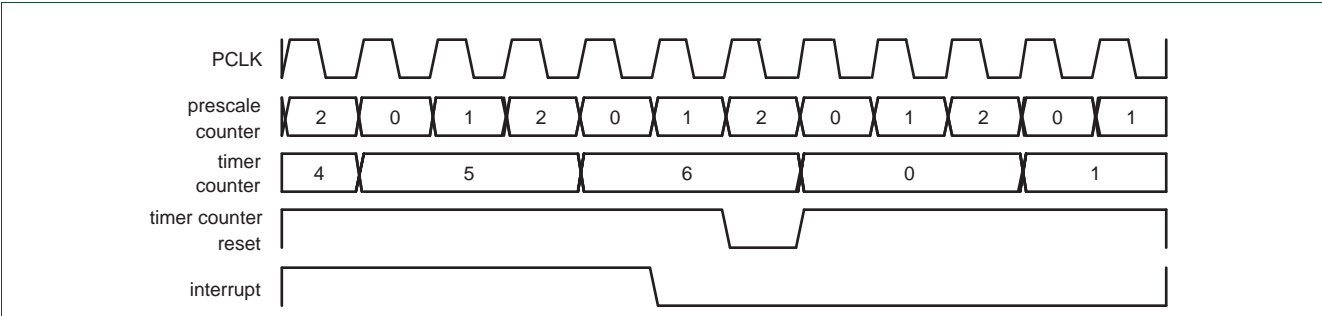 PCLK
prescale
counter
2 0 1 2 0 1 2 0 1 2 0 1
timer
counter
4 5 6 0 1
timer counter
reset
interrupt